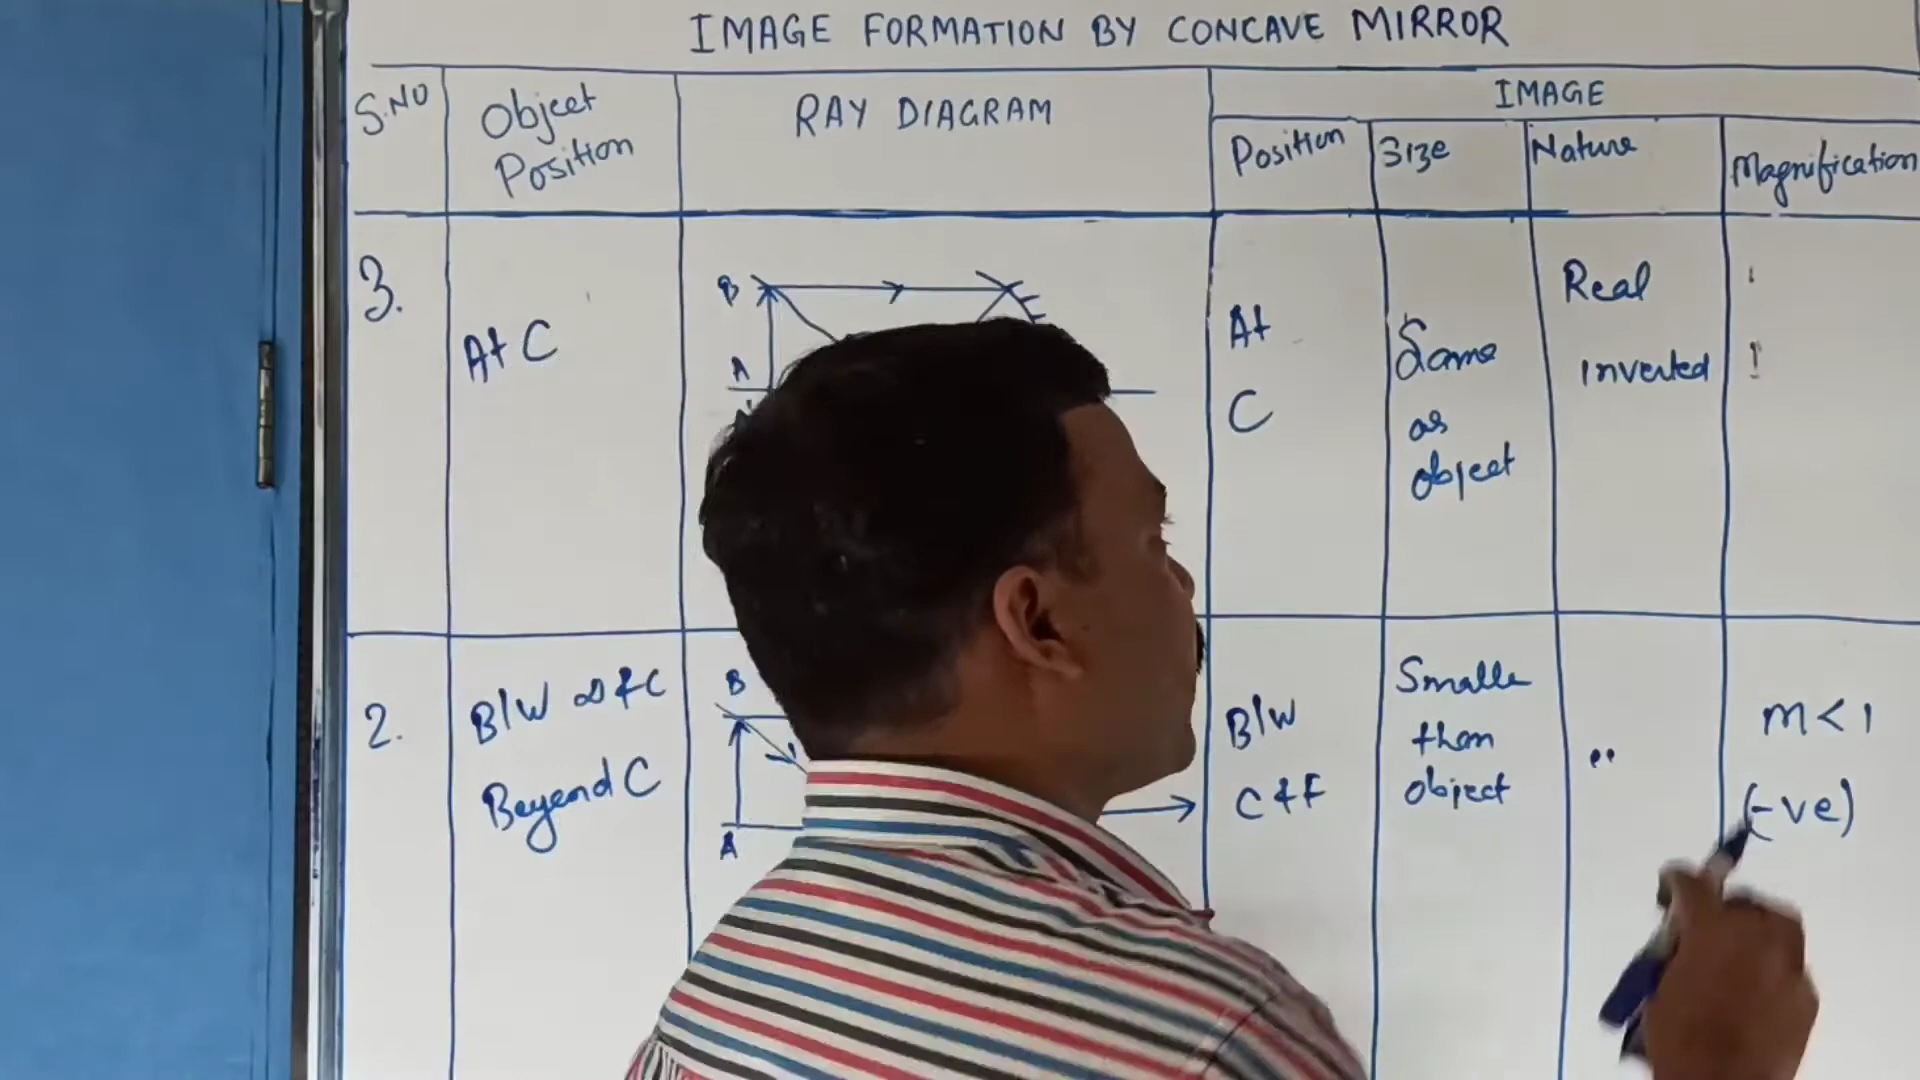 IMAGE FORMATION BY CONCAVE MIRROR
S.NO
Object
Position
RAY DIAGRAM
IMAGE
Position
Size
Nature
Magnification
3.
At C
B
A
At
C
Same
as
object
Real
inverted
2.
B/W ∞ & C
Beyond C
B
A
B/W
C & F
Smalle
than
object
"
m < 1
(-ve)